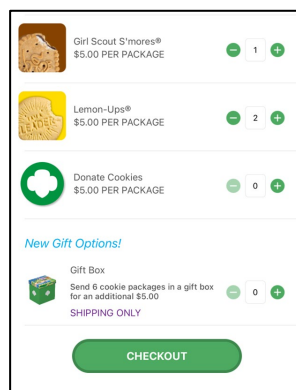 Girl Scout S'mores®
$5.00 PER PACKAGE
1
Lemon-Ups®
$5.00 PER PACKAGE
2
Donate Cookies
$5.00 PER PACKAGE
0
New Gift Options!
Gift Box
Send 6 cookie packages in a gift box
for an additional $5.00
0
SHIPPING ONLY
CHECKOUT